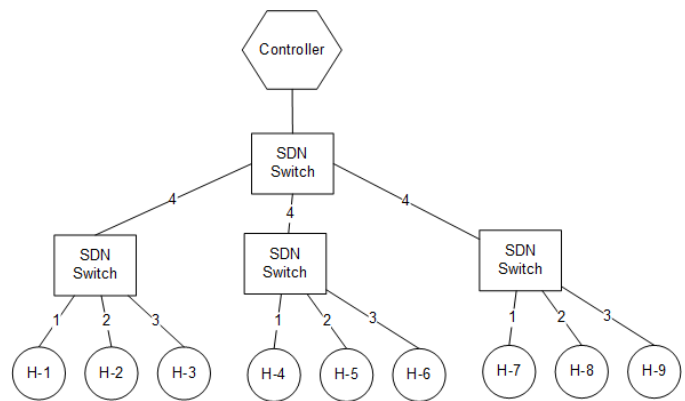 Controller
SDN
Switch
4
4
4
SDN
Switch
SDN
Switch
SDN
Switch
1
2
3
1
2
3
1
2
3
H-1
H-2
H-3
H-4
H-5
H-6
H-7
H-8
H-9